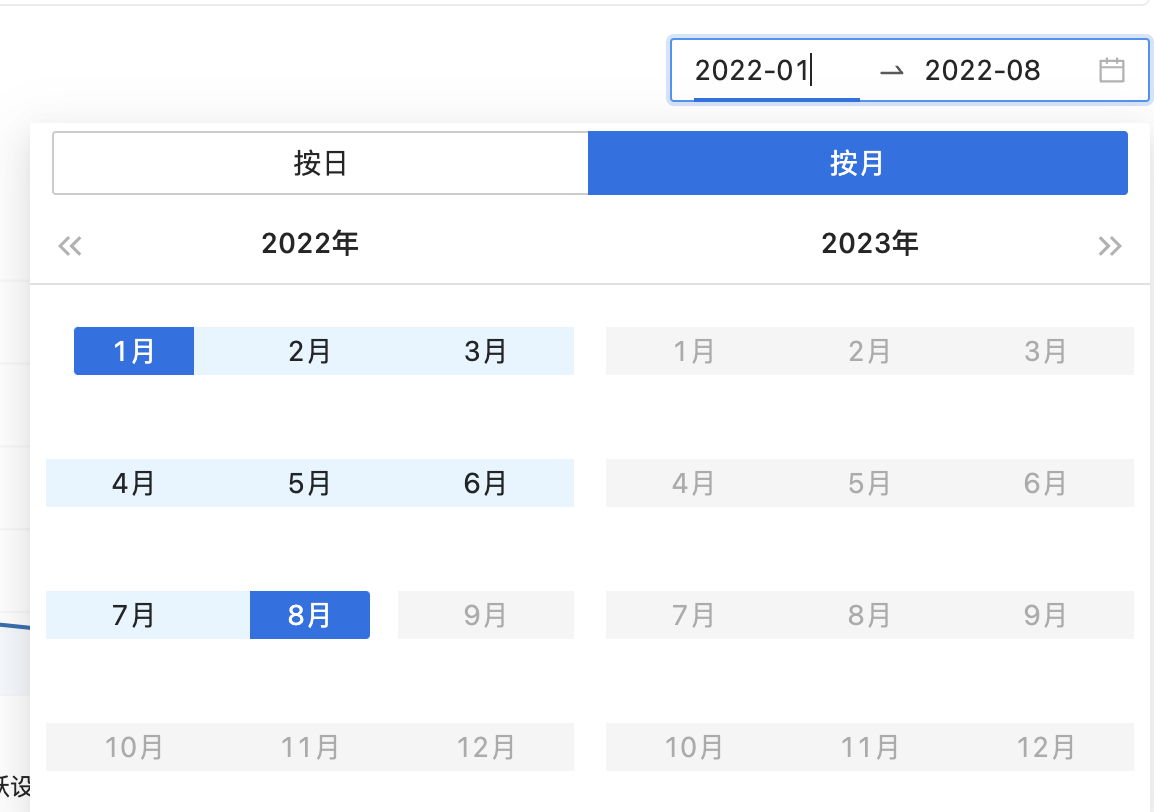 2022-01 → 2022-08
按日 按月
2022年 2023年
1月 2月 3月 1月 2月 3月
4月 5月 6月 4月 5月 6月
7月 8月 9月 7月 8月 9月
10月 11月 12月 10月 11月 12月
设